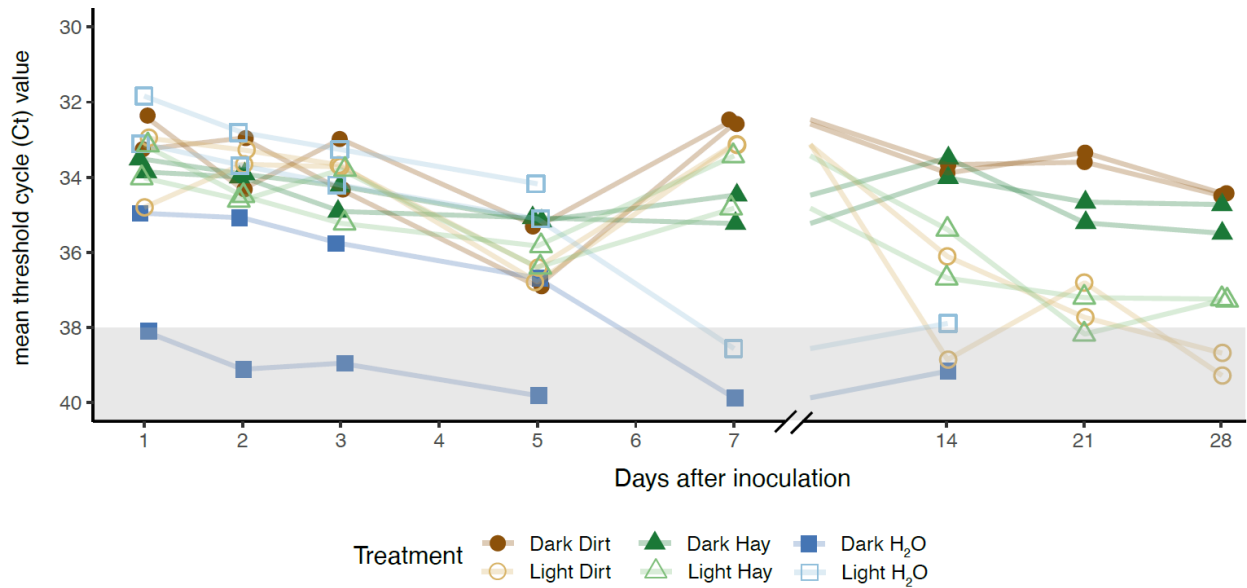 mean threshold cycle (Ct) value
30
32
34
36
38
40
1
2
3
4
5
6
7
14
21
28
Days after inoculation
Treatment
Dark Dirt
Dark Hay
Dark H₂O
Light Dirt
Light Hay
Light H₂O